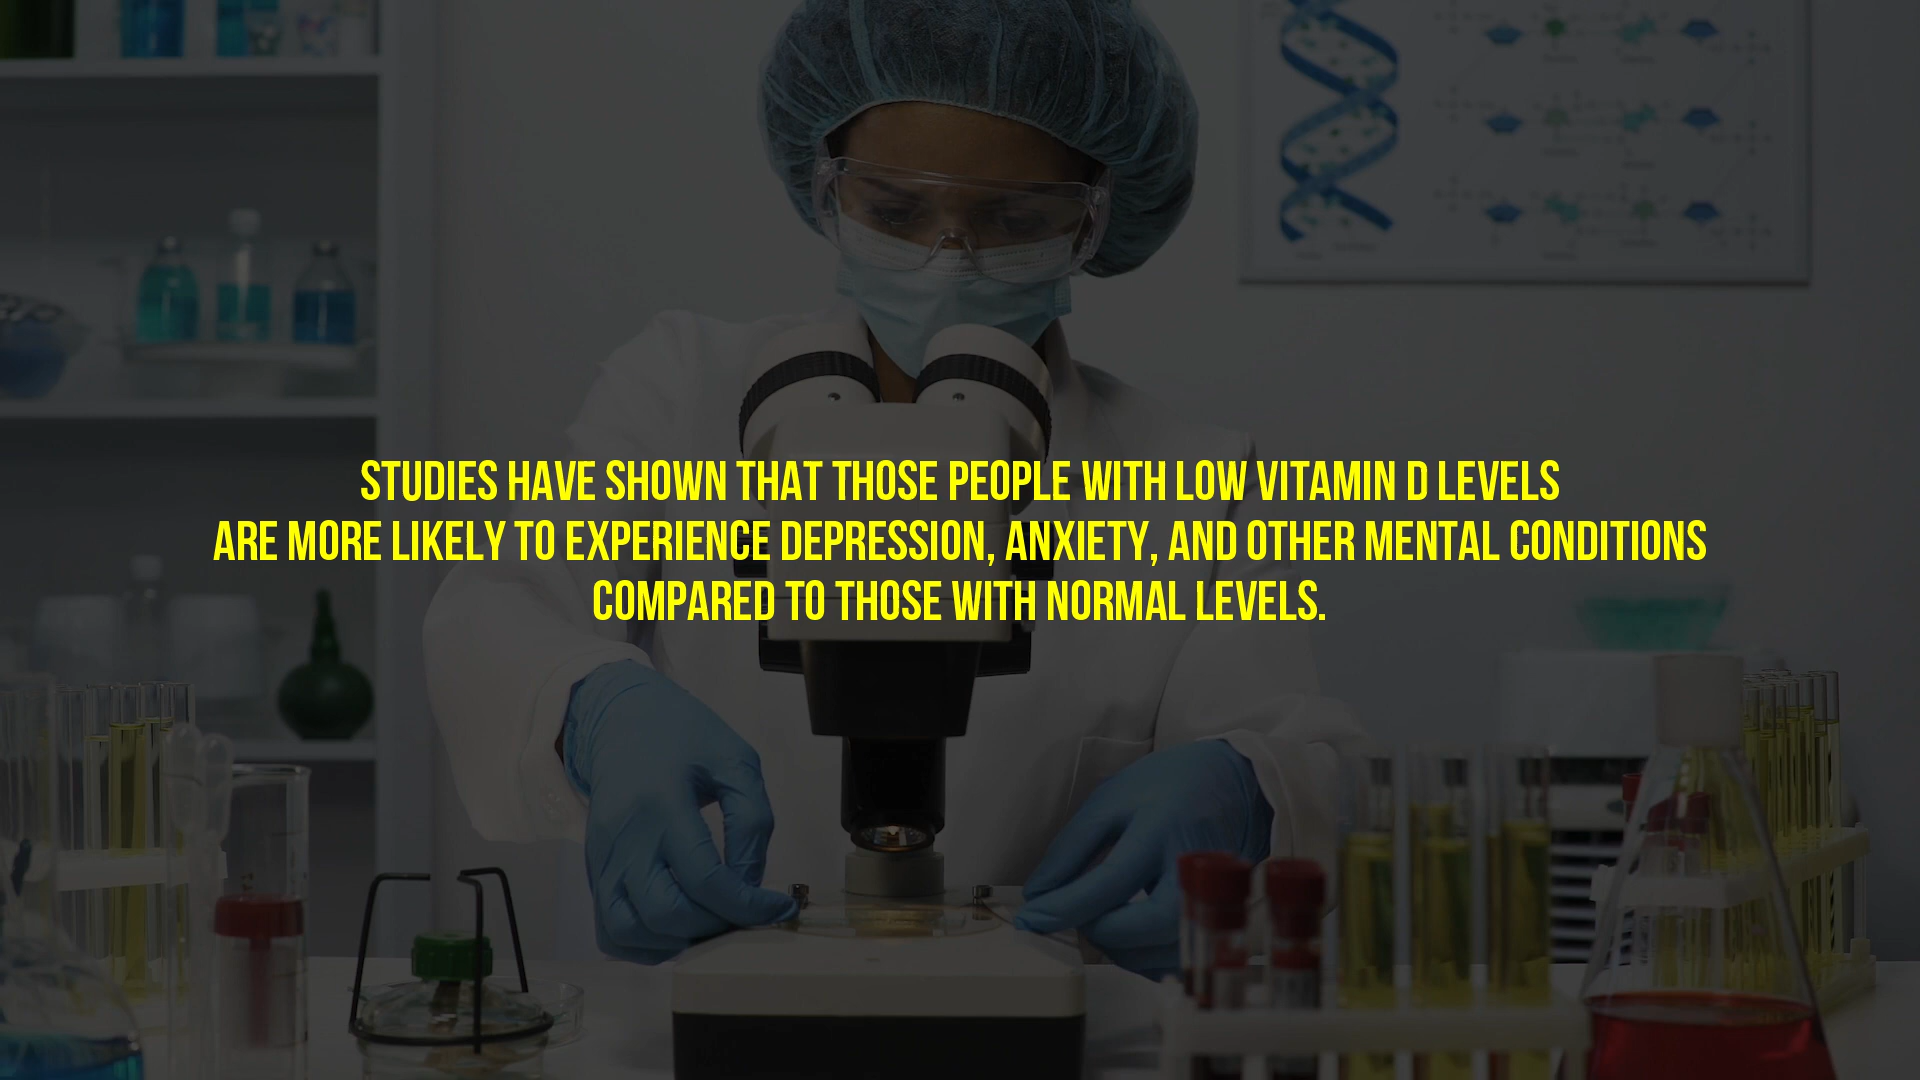 STUDIES HAVE SHOWN THAT THOSE PEOPLE WITH LOW VITAMIN D LEVELS
ARE MORE LIKELY TO EXPERIENCE DEPRESSION, ANXIETY, AND OTHER MENTAL CONDITIONS
COMPARED TO THOSE WITH NORMAL LEVELS.